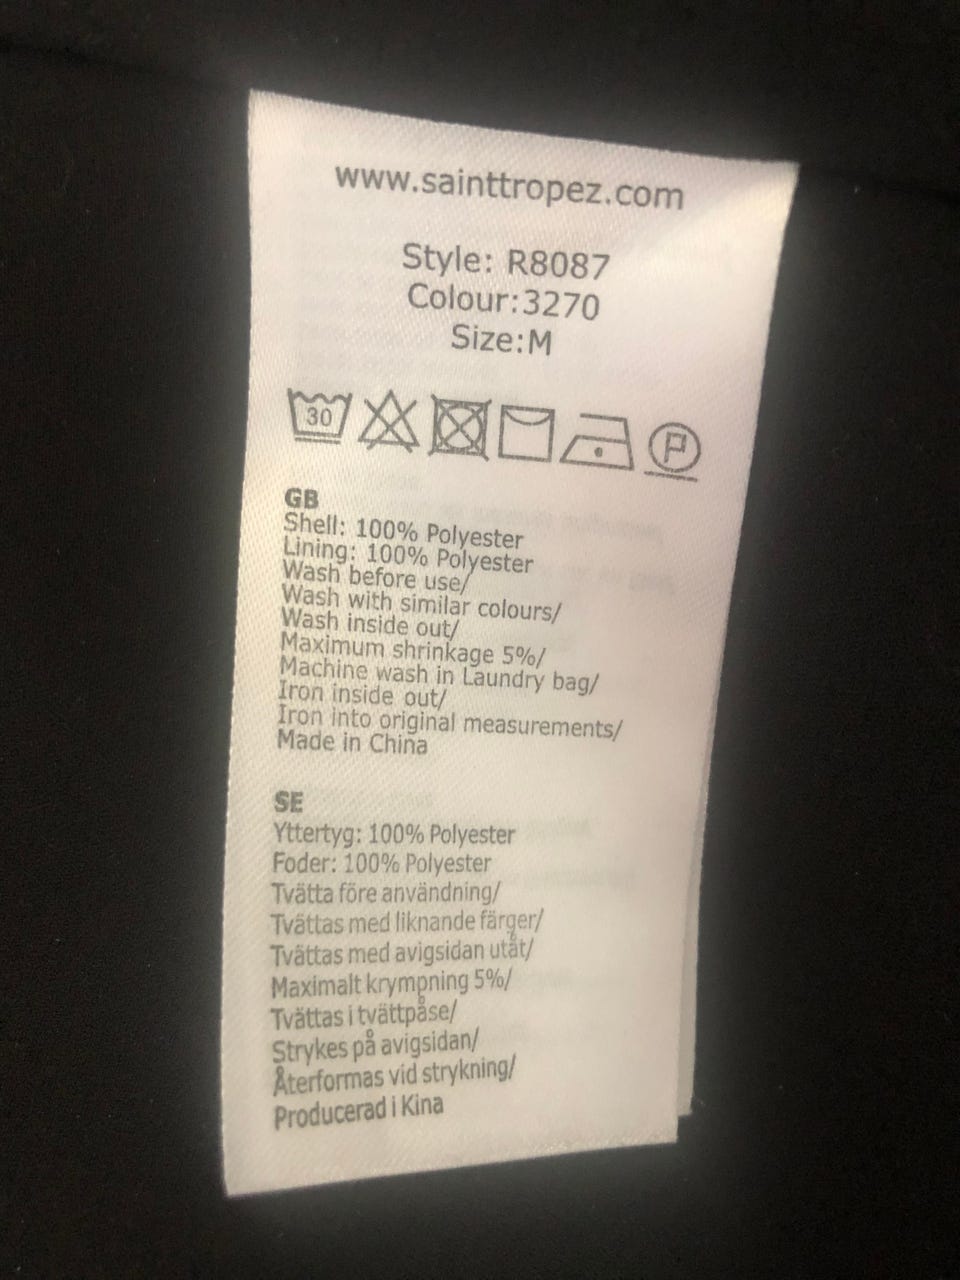 www.sainttropez.com
Style: R8087
Colour:3270
Size:M
30
P
GB
Shell: 100% Polyester
Lining: 100% Polyester
Wash before use/
Wash with similar colours/
Wash inside out/
Maximum shrinkage 5%/
Machine wash in Laundry bag/
Iron inside out/
Iron into original measurements/
Made in China
SE
Yttertyg: 100% Polyester
Foder: 100% Polyester
Tvätta före användning/
Tvättas med liknande färger/
Tvättas med avigsidan utåt/
Maximalt krympning 5%/
Tvättas i tvättpåse/
Strykes på avigsidan/
Återformas vid strykning/
Producerad i Kina